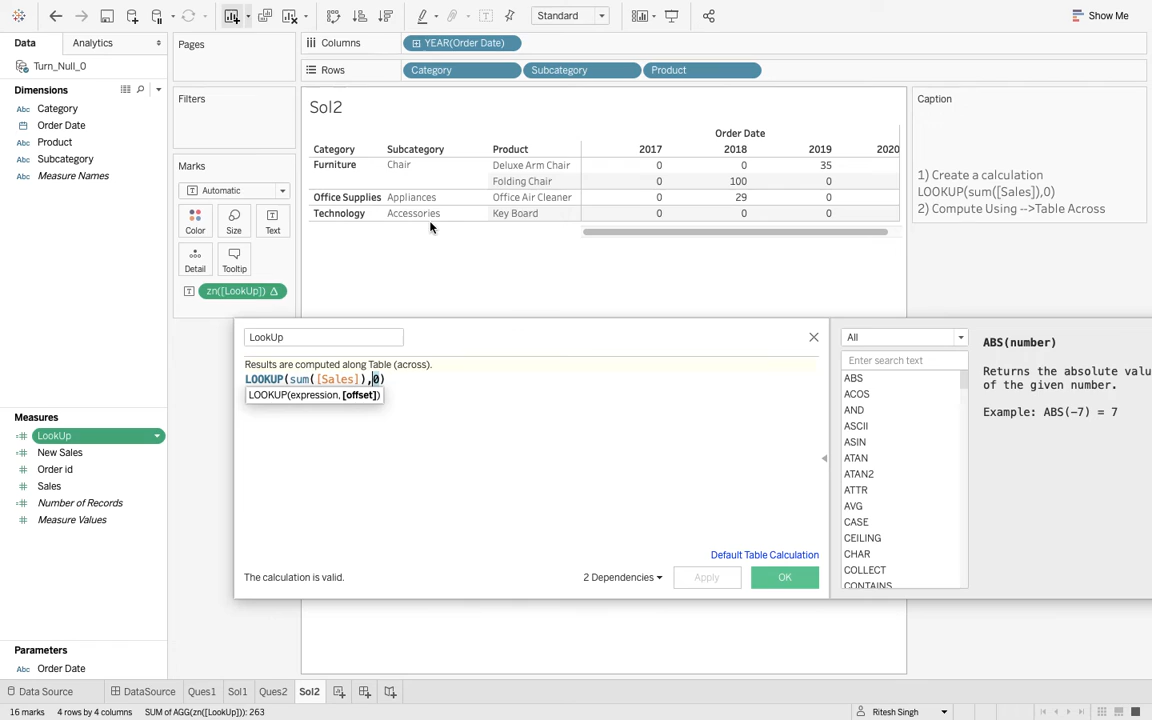 Standard
Show Me
Data
Analytics
Pages
Columns
YEAR(Order Date)
Turn_Null_0
Rows
Category
Subcategory
Product
Dimensions
Filters
Sol2
Caption
Abc Category
Order Date
Abc Product
Abc Subcategory
Abc Measure Names
Order Date
Category Subcategory Product 2017 2018 2019 2020
Furniture Chair Deluxe Arm Chair 0 0 35
Folding Chair 0 100 0
Office Supplies Appliances Office Air Cleaner 0 29 0
Technology Accessories Key Board 0 0 0
1) Create a calculation
LOOKUP(sum([Sales]),0)
2) Compute Using -->Table Across
Marks
T Automatic
Color
Size
T
Text
Detail
Tooltip
T zn([LookUp]) Δ
LookUp
Results are computed along Table (across).
LOOKUP(sum([Sales]),0)
LOOKUP(expression, [offset])
Default Table Calculation
The calculation is valid.
2 Dependencies
Apply
OK
All
Enter search text
ABS
ACOS
AND
ASCII
ASIN
ATAN
ATAN2
ATTR
AVG
CASE
CEILING
CHAR
COLLECT
CONTAINS
ABS(number)
Returns the absolute valu
of the given number.
Example: ABS(-7) = 7
Measures
LookUp
New Sales
Order id
Sales
Number of Records
Measure Values
Parameters
Abc Order Date
Data Source
DataSource
Ques1
Sol1
Ques2
Sol2
16 marks 4 rows by 4 columns SUM of AGG(zn([LookUp])): 263
Ritesh Singh